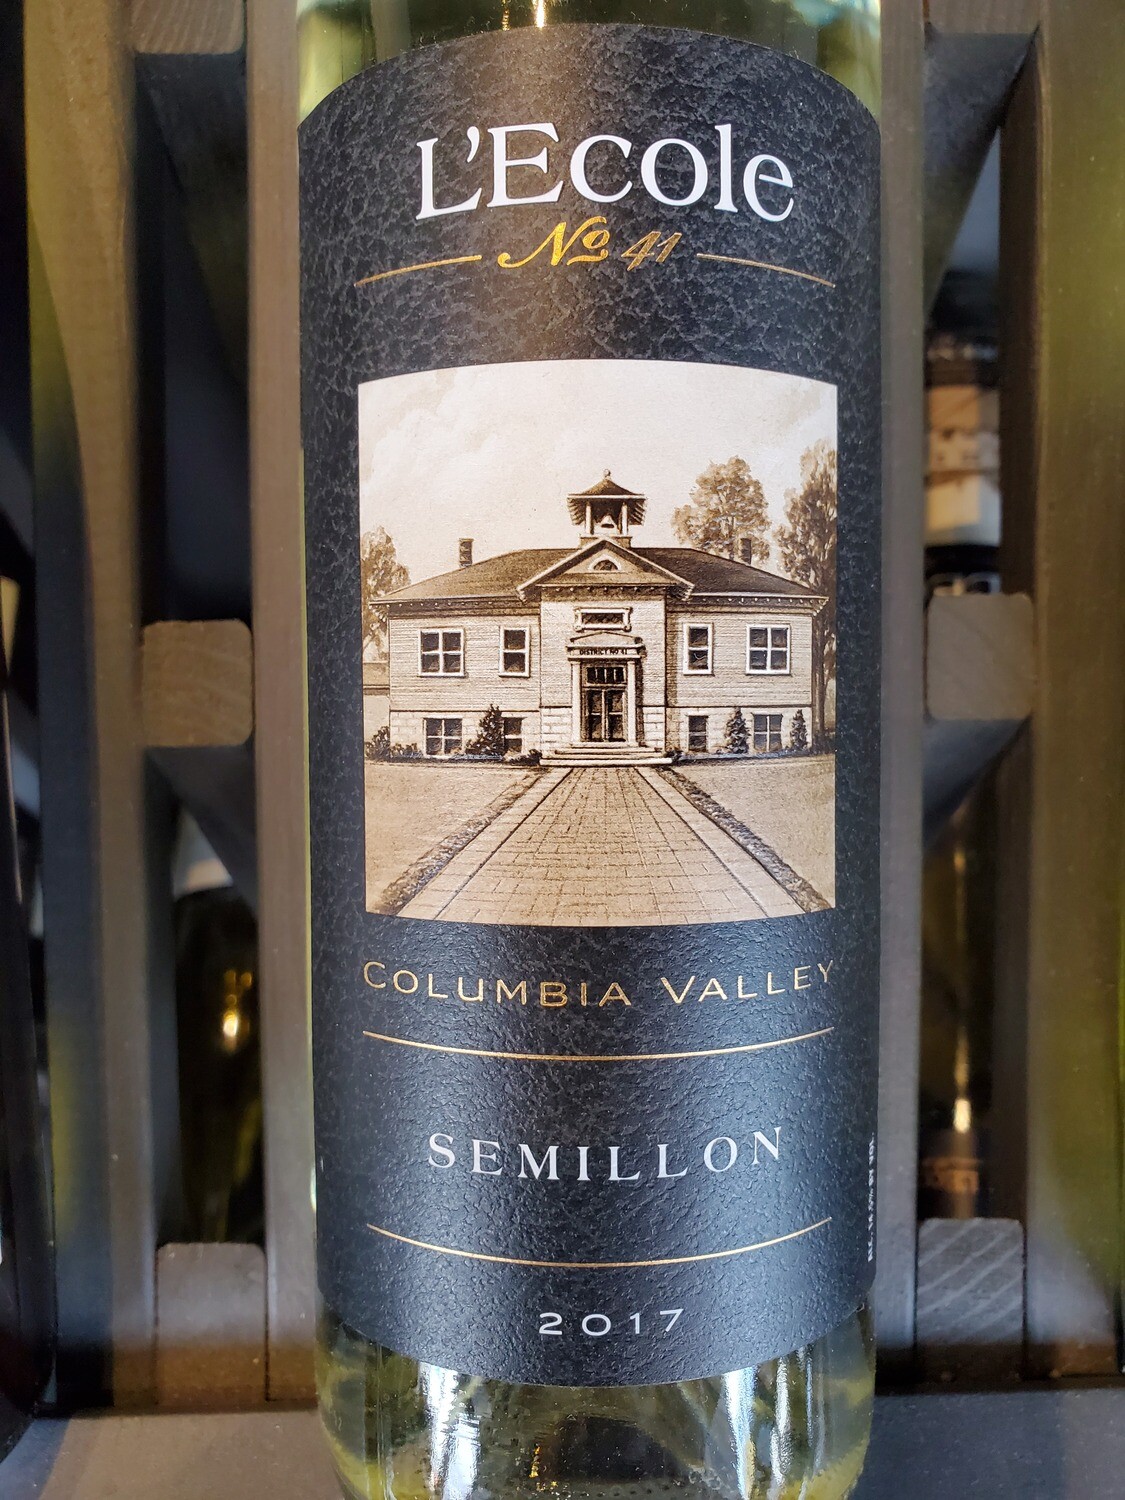 L'Ecole
No 41
DISTRICT NO 41
COLUMBIA VALLEY
SEMILLON
2017